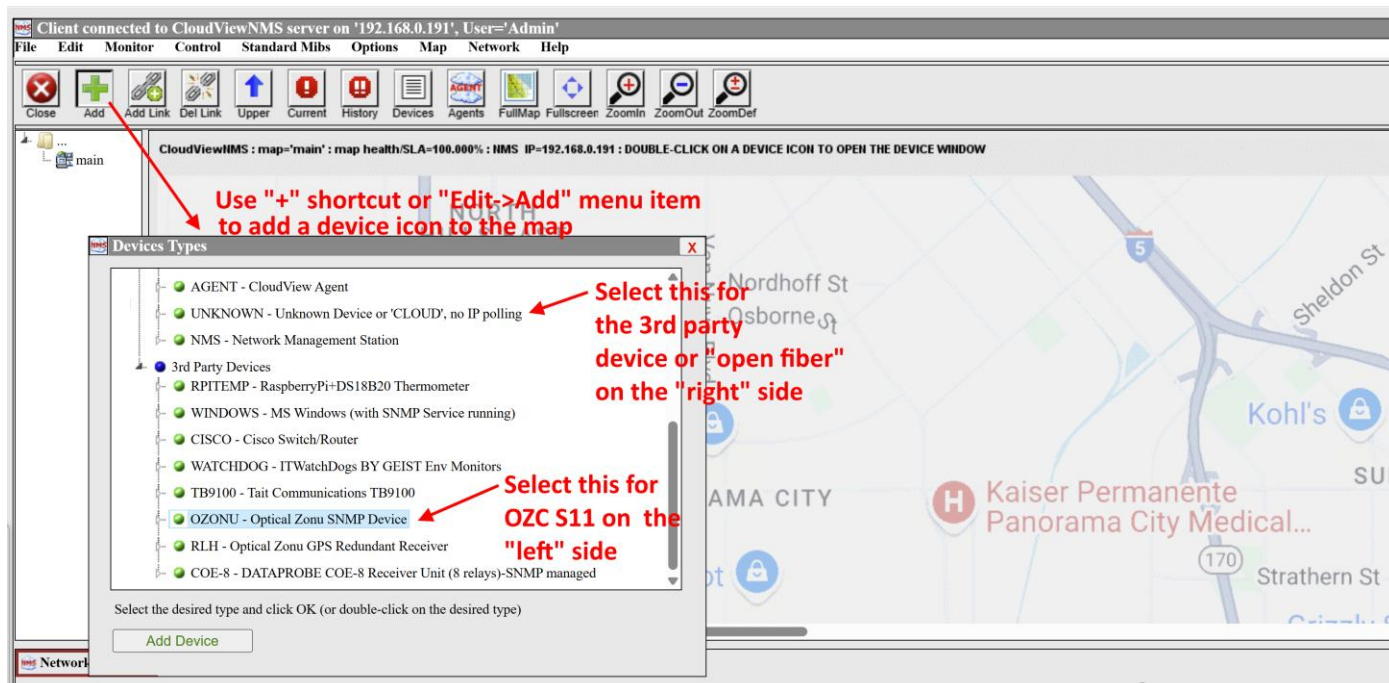 Client connected to CloudViewNMS server on '192.168.0.191', User='Admin'
File Edit Monitor Control Standard Mibs Options Map Network Help
Close Add Add Link Del Link Upper Current History Devices Agents FullMap Fullscreen ZoomIn ZoomOut ZoomDef
AGENT
...
main
CloudViewNMS : map='main' : map health/SLA=100.000% : NMS IP=192.168.0.191 : DOUBLE-CLICK ON A DEVICE ICON TO OPEN THE DEVICE WINDOW
Use "+" shortcut or "Edit->Add" menu item
to add a device icon to the map
NORTH
NMS Devices Types X
AGENT - CloudView Agent
UNKNOWN - Unknown Device or 'CLOUD', no IP polling
NMS - Network Management Station
3rd Party Devices
RPITEMP - RaspberryPi+DS18B20 Thermometer
WINDOWS - MS Windows (with SNMP Service running)
CISCO - Cisco Switch/Router
WATCHDOG - ITWatchDogs BY GEIST Env Monitors
TB9100 - Tait Communications TB9100
OZONU - Optical Zonu SNMP Device
RLH - Optical Zonu GPS Redundant Receiver
COE-8 - DATAPROBE COE-8 Receiver Unit (8 relays)-SNMP managed
Select the desired type and click OK (or double-click on the desired type)
Add Device
Select this for
the 3rd party
device or "open fiber"
on the "right" side
Select this for
OZC S11 on the
"left" side
Nordhoff St
Osborne St
5
Sheldon St
Kohl's
AMA CITY
H
Kaiser Permanente
Panorama City Medical...
SU
170
Strathern St
NMS Network